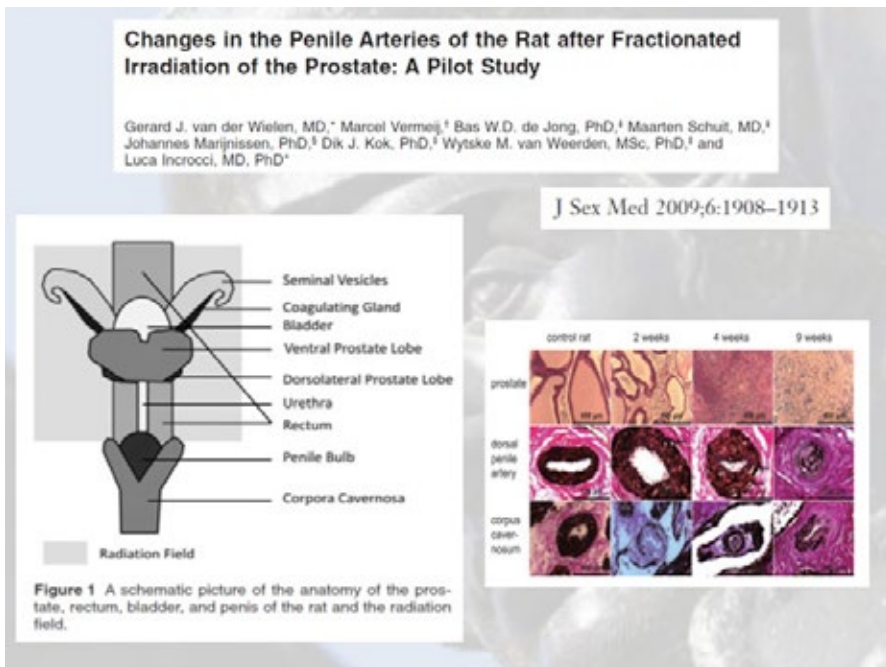 Changes in the Penile Arteries of the Rat after Fractionated
Irradiation of the Prostate: A Pilot Study
Gerard J. van der Wielen, MD,* Marcel Vermeij,† Bas W.D. de Jong, PhD,‡ Maarten Schuit, MD,‡
Johannes Marijnissen, PhD,§ Dik J. Kok, PhD,‡ Wytske M. van Weerden, MSc, PhD,‡ and
Luca Incrocci, MD, PhD*
J Sex Med 2009;6:1908–1913
Seminal Vesicles
Coagulating Gland
Bladder
Ventral Prostate Lobe
Dorsolateral Prostate Lobe
Urethra
Rectum
Penile Bulb
Corpora Cavernosa
Radiation Field
Figure 1 A schematic picture of the anatomy of the pros-
tate, rectum, bladder, and penis of the rat and the radiation
field.
control rat 2 weeks 4 weeks 9 weeks
prostate
dorsal
penile
artery
corpus
caver-
nosum